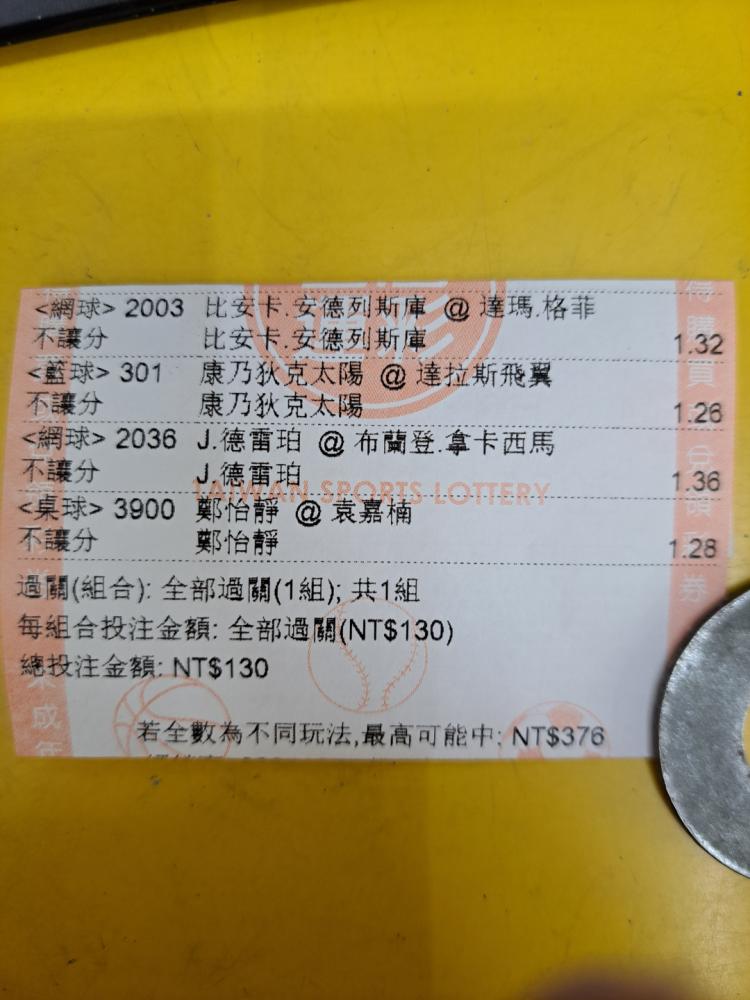 <網球> 2003 比安卡.安德列斯庫 @ 達瑪.格菲
不讓分 比安卡.安德列斯庫 1.32
<籃球> 301 康乃狄克太陽 @ 達拉斯飛翼
不讓分 康乃狄克太陽 1.26
<網球> 2036 J.德雷珀 @ 布蘭登.拿卡西馬
不讓分 J.德雷珀 1.36
TAIWAN SPORTS LOTTERY
<桌球> 3900 鄭怡靜 @ 袁嘉楠
不讓分 鄭怡靜 1.28
過關(組合): 全部過關(1組); 共1組
每組合投注金額: 全部過關(NT$130)
總投注金額: NT$130
若全數為不同玩法,最高可能中: NT$376